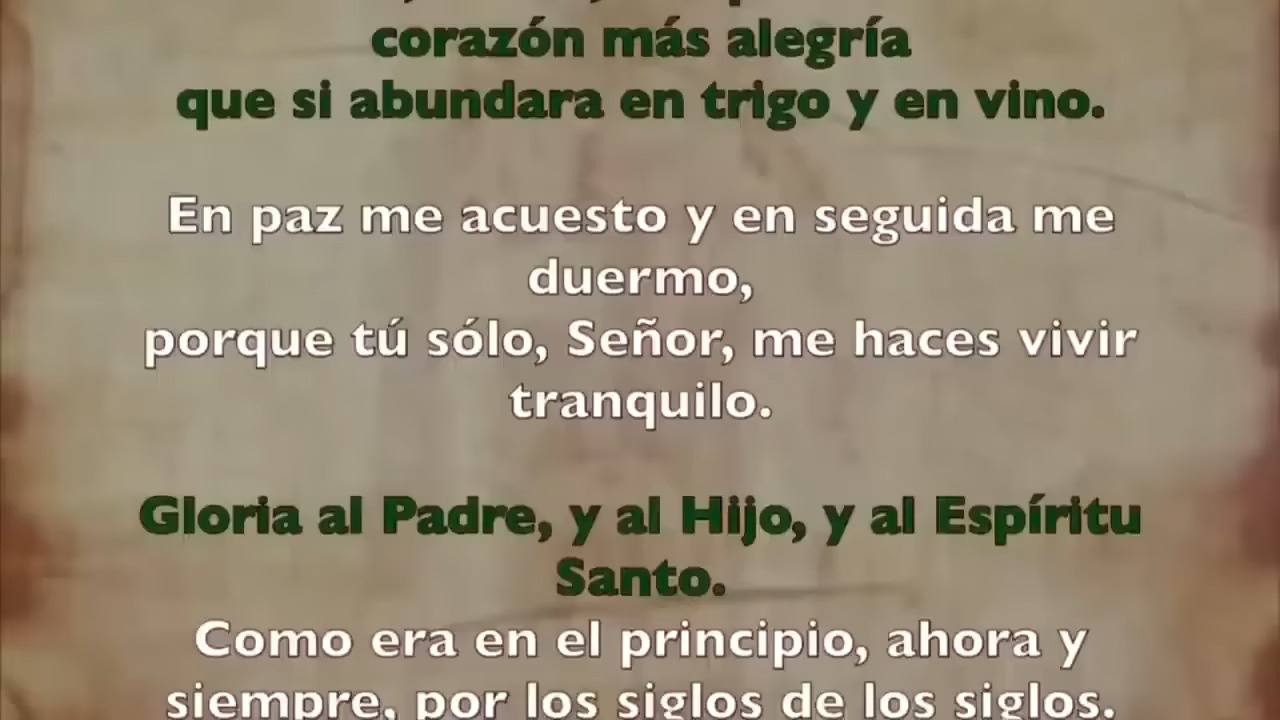 corazón más alegría
que si abundara en trigo y en vino.
En paz me acuesto y en seguida me
duermo,
porque tú sólo, Señor, me haces vivir
tranquilo.
Gloria al Padre, y al Hijo, y al Espíritu
Santo.
Como era en el principio, ahora y
siempre, por los siglos de los siglos.